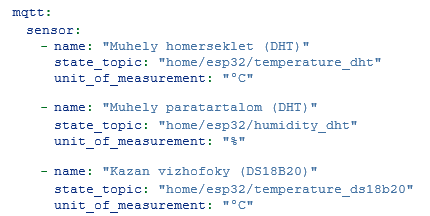 mqtt:
sensor:
- name: "Muhely homerseklet (DHT)"
state_topic: "home/esp32/temperature_dht"
unit_of_measurement: "°C"
- name: "Muhely paratartalom (DHT)"
state_topic: "home/esp32/humidity_dht"
unit_of_measurement: "%"
- name: "Kazan vizhofoky (DS18B20)"
state_topic: "home/esp32/temperature_ds18b20"
unit_of_measurement: "°C"